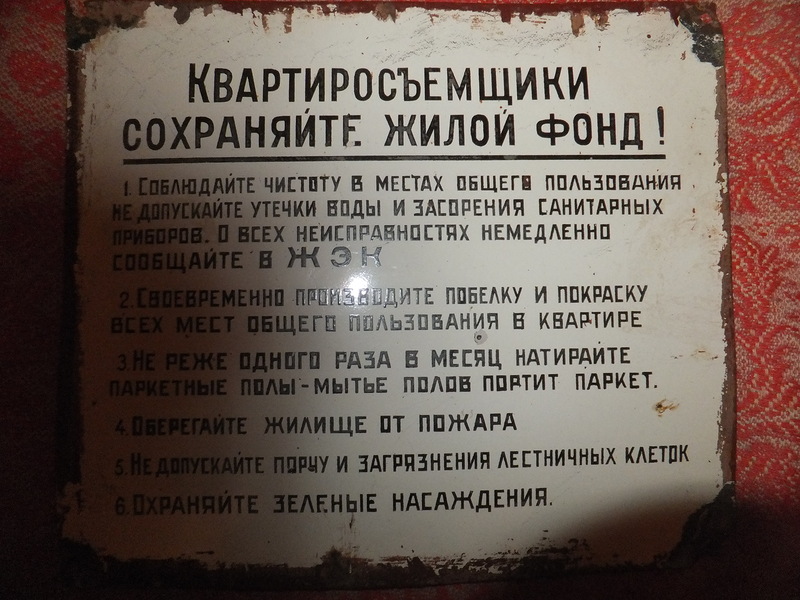 КВАРТИРОСЪЕМЩИКИ
СОХРАНЯЙТЕ ЖИЛОЙ ФОНД!
1. СОБЛЮДАЙТЕ ЧИСТОТУ В МЕСТАХ ОБЩЕГО ПОЛЬЗОВАНИЯ
НЕ ДОПУСКАЙТЕ УТЕЧКИ ВОДЫ И ЗАСОРЕНИЯ САНИТАРНЫХ
ПРИБОРОВ. О ВСЕХ НЕИСПРАВНОСТЯХ НЕМЕДЛЕННО
СООБЩАЙТЕ В ЖЭК
2. СВОЕВРЕМЕННО ПРОИЗВОДИТЕ ПОБЕЛКУ И ПОКРАСКУ
ВСЕХ МЕСТ ОБЩЕГО ПОЛЬЗОВАНИЯ В КВАРТИРЕ
3. НЕ РЕЖЕ ОДНОГО РАЗА В МЕСЯЦ НАТИРАЙТЕ
ПАРКЕТНЫЕ ПОЛЫ-МЫТЬЕ ПОЛОВ ПОРТИТ ПАРКЕТ.
4. ОБЕРЕГАЙТЕ ЖИЛИЩЕ ОТ ПОЖАРА
5. НЕ ДОПУСКАЙТЕ ПОРЧУ И ЗАГРЯЗНЕНИЯ ЛЕСТНИЧНЫХ КЛЕТОК
6. ОХРАНЯЙТЕ ЗЕЛЕНЫЕ НАСАЖДЕНИЯ.